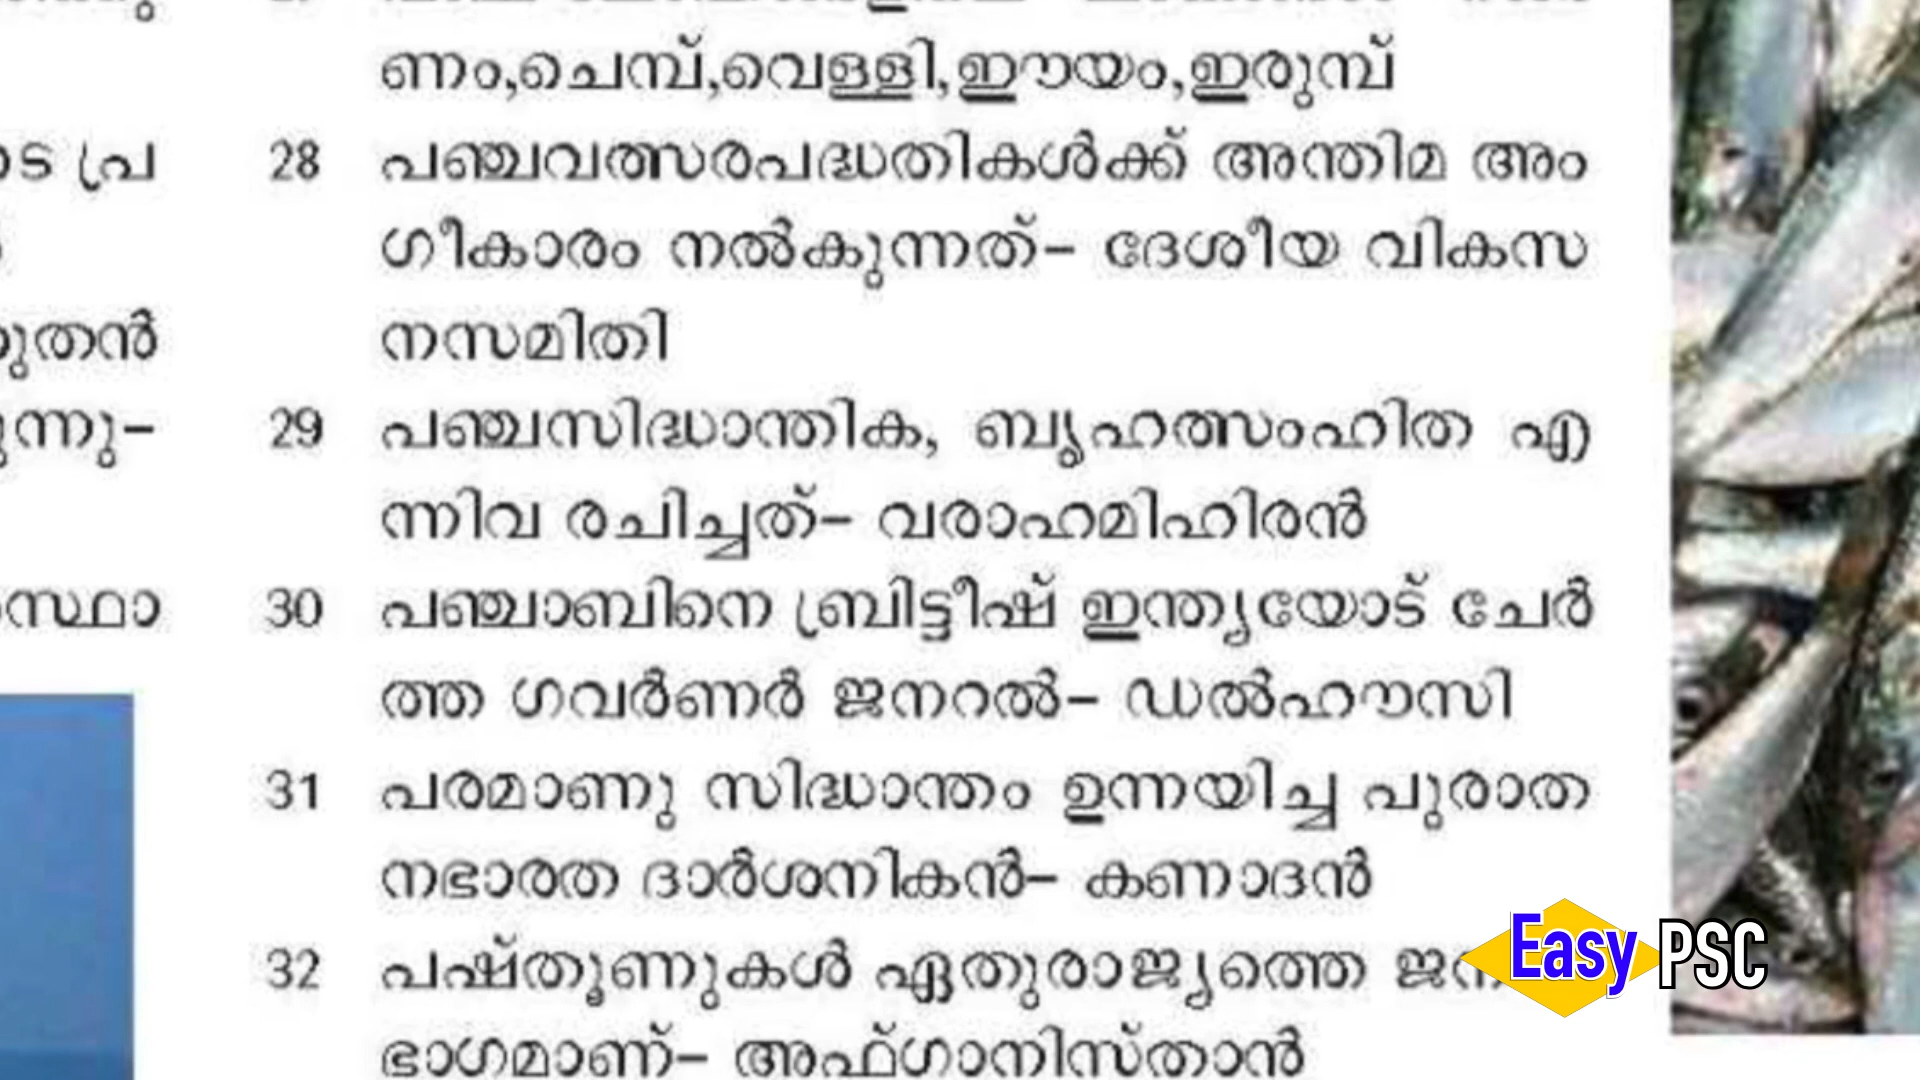 ണം,ചെമ്പ്,വെള്ളി,ഈയം,ഇരുമ്പ്
ടെ പ്ര
28 പഞ്ചവത്സരപദ്ധതികൾക്ക് അന്തിമ അം
ഗീകാരം നൽകുന്നത്- ദേശീയ വികസ
നസമിതി
29 പഞ്ചസിദ്ധാന്തിക, ബൃഹത്സംഹിത എ
ന്നിവ രചിച്ചത്- വരാഹമിഹിരൻ
30 പഞ്ചാബിനെ ബ്രിട്ടീഷ് ഇന്ത്യയോട് ചേർ
ത്ത ഗവർണർ ജനറൽ- ഡൽഹൗസി
31 പരമാണു സിദ്ധാന്തം ഉന്നയിച്ച പുരാത
നഭാരത ദാർശനികൻ- കണാദൻ
32 പഷ്തൂണുകൾ ഏതുരാജ്യത്തെ ജന
ഭാഗമാണ്- അഫ്ഗാനിസ്താൻ
Easy PSC